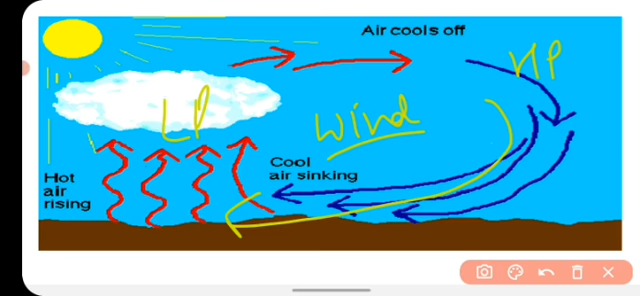 Air cools off
HP
LP
wind
Cool
air sinking
Hot
air
rising